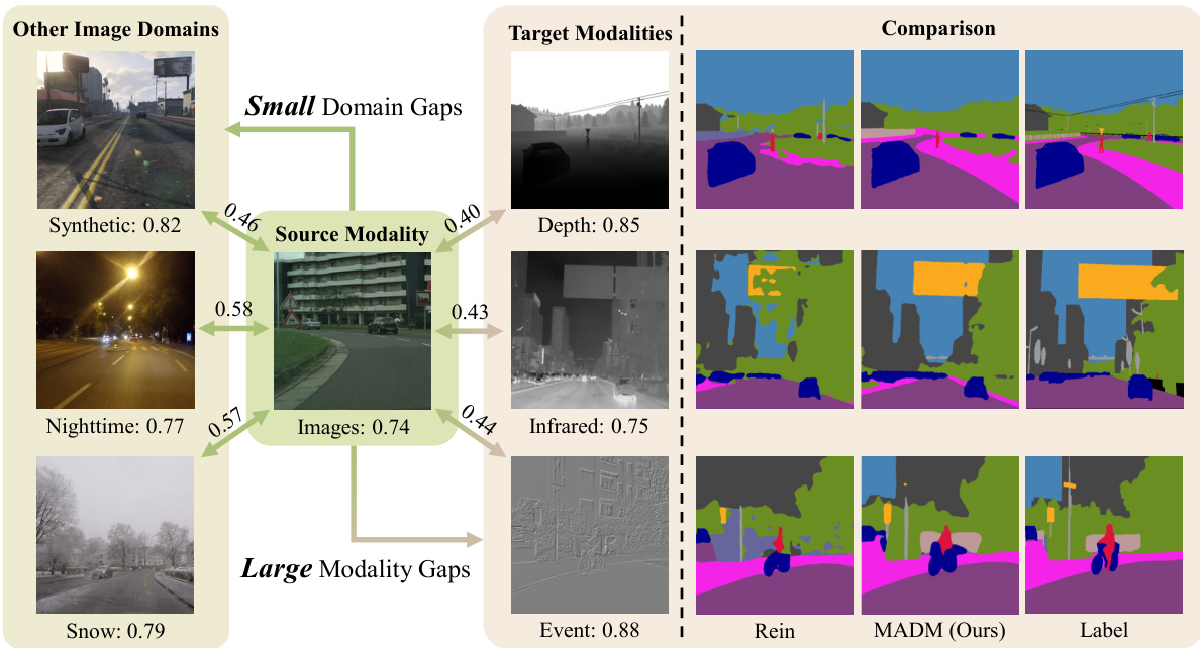 Other Image Domains
Synthetic: 0.82
Nighttime: 0.77
Snow: 0.79
Small Domain Gaps
0.46
0.58
0.57
Source Modality
Images: 0.74
Large Modality Gaps
0.40
0.43
0.44
Target Modalities
Depth: 0.85
Infrared: 0.75
Event: 0.88
Comparison
Rein
MADM (Ours)
Label